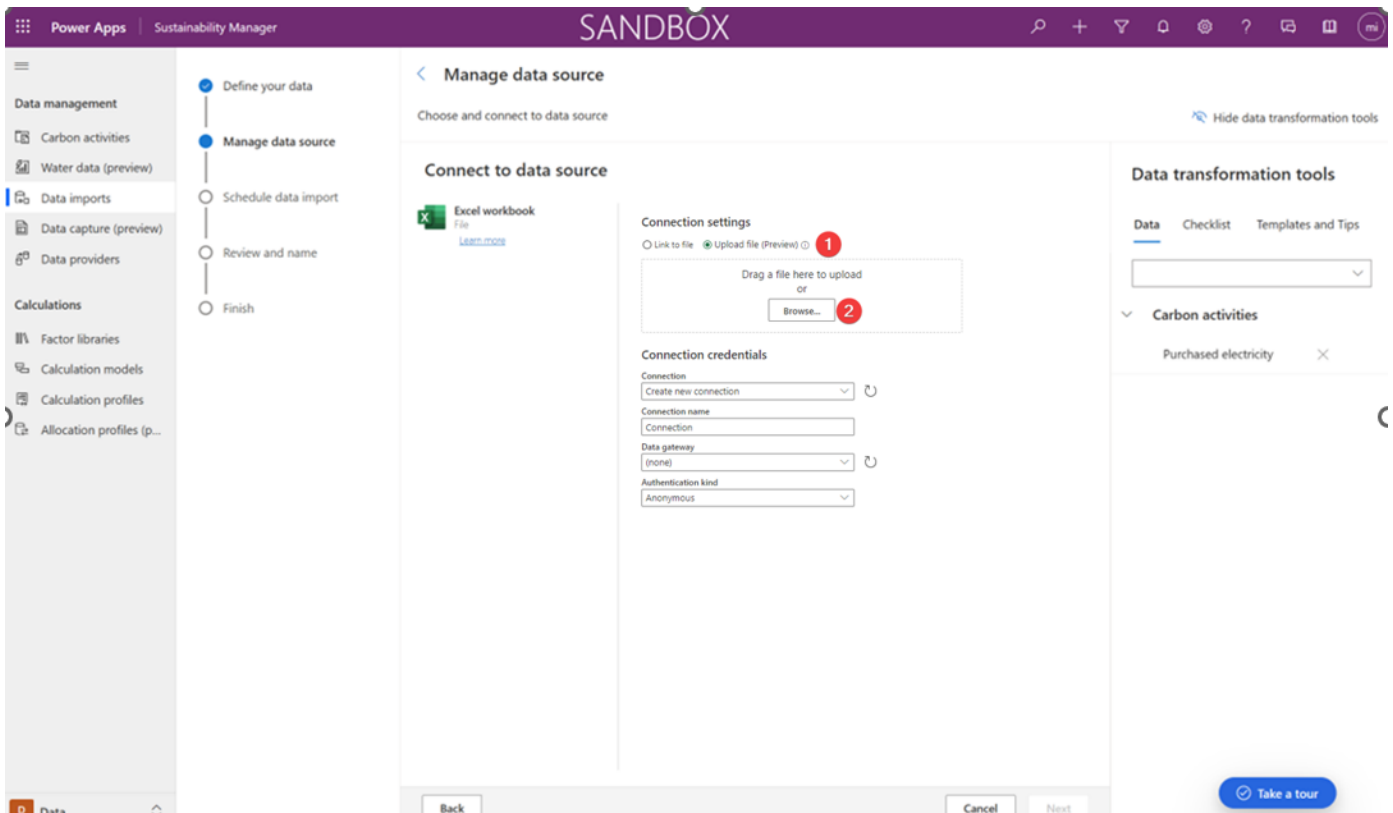 Power Apps Sustainability Manager SANDBOX mi
Data management
Carbon activities
Water data (preview)
Data imports
Data capture (preview)
Data providers
Calculations
Factor libraries
Calculation models
Calculation profiles
Allocation profiles (p...
D Data
Define your data
Manage data source
Schedule data import
Review and name
Finish
Manage data source
Choose and connect to data source
Hide data transformation tools
Connect to data source
Excel workbook
File
Learn more
Connection settings
Link to file Upload file (Preview) 1
Drag a file here to upload
or
Browse... 2
Connection credentials
Connection
Create new connection
Connection name
Connection
Data gateway
(none)
Authentication kind
Anonymous
Back Cancel Next
Data transformation tools
Data Checklist Templates and Tips
Carbon activities
Purchased electricity
Take a tour